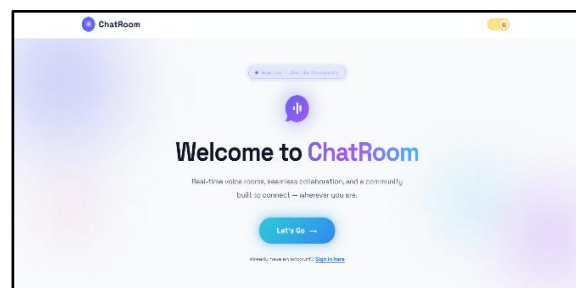 ChatRoom
Welcome to ChatRoom
Real-time voice rooms, seamless collaboration, and a community
built to connect — wherever you are.
Let's Go →
Already have an account? Sign in here